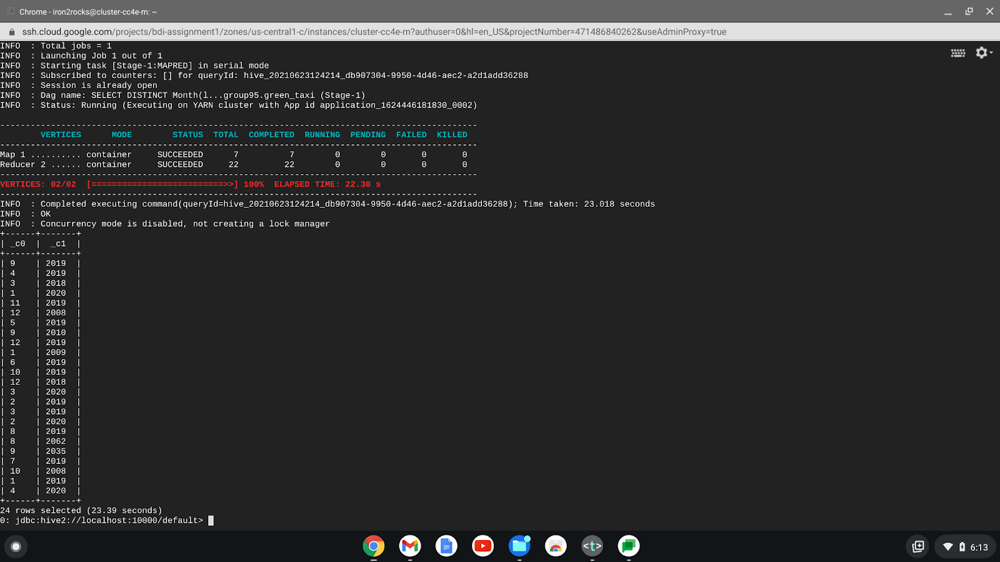 Chrome - iron2rocks@cluster-cc4e-m: ~
ssh.cloud.google.com/projects/bdi-assignment1/zones/us-central1-c/instances/cluster-cc4e-m?authuser=0&hl=en_US&projectNumber=471486840262&useAdminProxy=true
INFO  : Total jobs = 1
INFO  : Launching Job 1 out of 1
INFO  : Starting task [Stage-1:MAPRED] in serial mode
INFO  : Subscribed to counters: [] for queryId: hive_20210623124214_db907304-9950-4d46-aec2-a2d1add36288
INFO  : Session is already open
INFO  : Dag name: SELECT DISTINCT Month(l...group95.green_taxi (Stage-1)
INFO  : Status: Running (Executing on YARN cluster with App id application_1624446181830_0002)
----------------------------------------------------------------------------------------------
        VERTICES      MODE        STATUS  TOTAL  COMPLETED  RUNNING  PENDING  FAILED  KILLED
----------------------------------------------------------------------------------------------
Map 1 .......... container     SUCCEEDED      7          7        0        0       0       0
Reducer 2 ...... container     SUCCEEDED     22         22        0        0       0       0
----------------------------------------------------------------------------------------------
VERTICES: 02/02  [==========================>>] 100%  ELAPSED TIME: 22.30 s
----------------------------------------------------------------------------------------------
INFO  : Completed executing command(queryId=hive_20210623124214_db907304-9950-4d46-aec2-a2d1add36288); Time taken: 23.018 seconds
INFO  : OK
INFO  : Concurrency mode is disabled, not creating a lock manager
+------+-------+
| _c0  |  _c1  |
+------+-------+
| 9    | 2019  |
| 4    | 2019  |
| 3    | 2018  |
| 1    | 2020  |
| 11   | 2019  |
| 12   | 2008  |
| 5    | 2019  |
| 9    | 2010  |
| 12   | 2019  |
| 1    | 2009  |
| 6    | 2019  |
| 10   | 2019  |
| 12   | 2018  |
| 3    | 2020  |
| 2    | 2019  |
| 3    | 2019  |
| 2    | 2020  |
| 8    | 2019  |
| 8    | 2062  |
| 9    | 2035  |
| 7    | 2019  |
| 10   | 2008  |
| 1    | 2019  |
| 4    | 2020  |
+------+-------+
24 rows selected (23.39 seconds)
0: jdbc:hive2://localhost:10000/default>
<t>
6:13